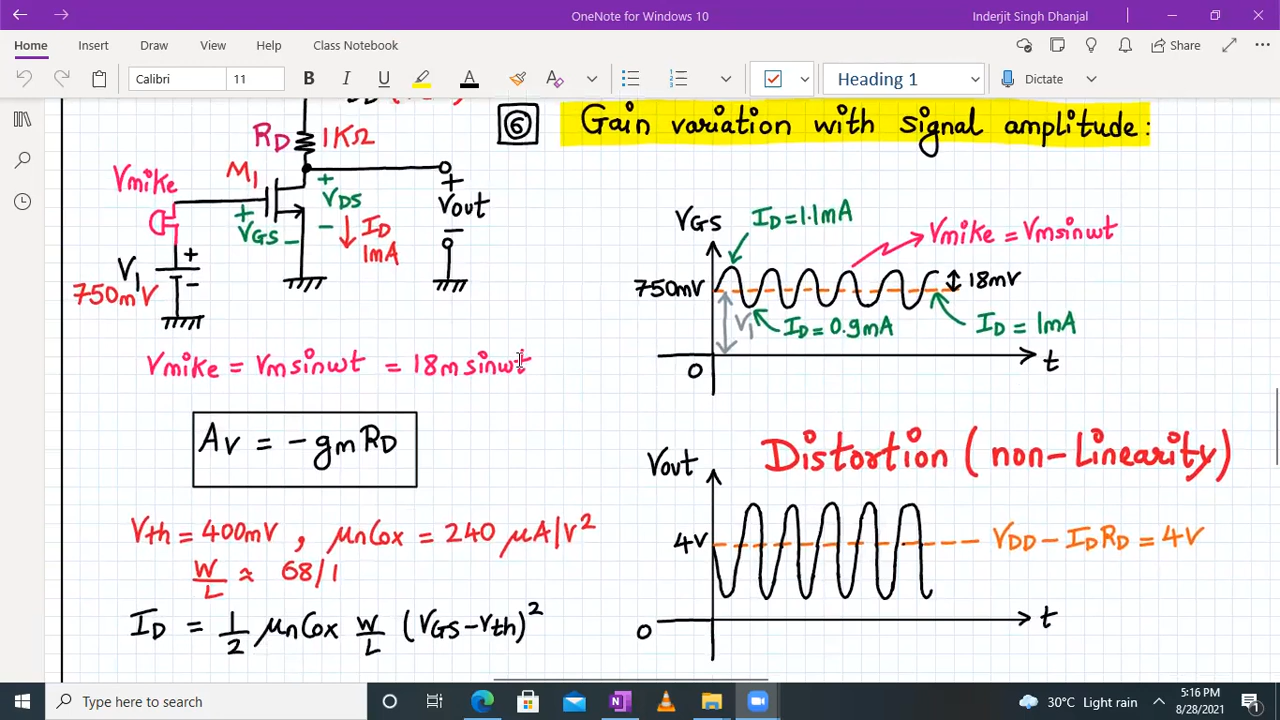 OneNote for Windows 10
Inderjit Singh Dhanjal
Home Insert Draw View Help Class Notebook
Share
Calibri 11 B I U A A Heading 1 Dictate
⑥ Gain variation with signal amplitude:
RD 1KΩ
Vmike
M1
+ VDS -
+ VGS -
ID 1mA
+ Vout -
V1 + -
750mV
Vmike = Vmsinwt = 18m sinwt
Av = - gmRD
Vth = 400mV , μnCox = 240 μA/V²
W/L ≈ 68/1
ID = 1/2 μnCox W/L (VGS-Vth)²
VGS
ID=1.1mA
Vmike = Vmsinwt
750mV
18mV
V1
ID=0.9mA
ID = 1mA
0
t
Distortion ( non-Linearity)
Vout
4V
VDD - IDRD = 4V
0
t
Type here to search
30°C Light rain
5:16 PM
8/28/2021
1